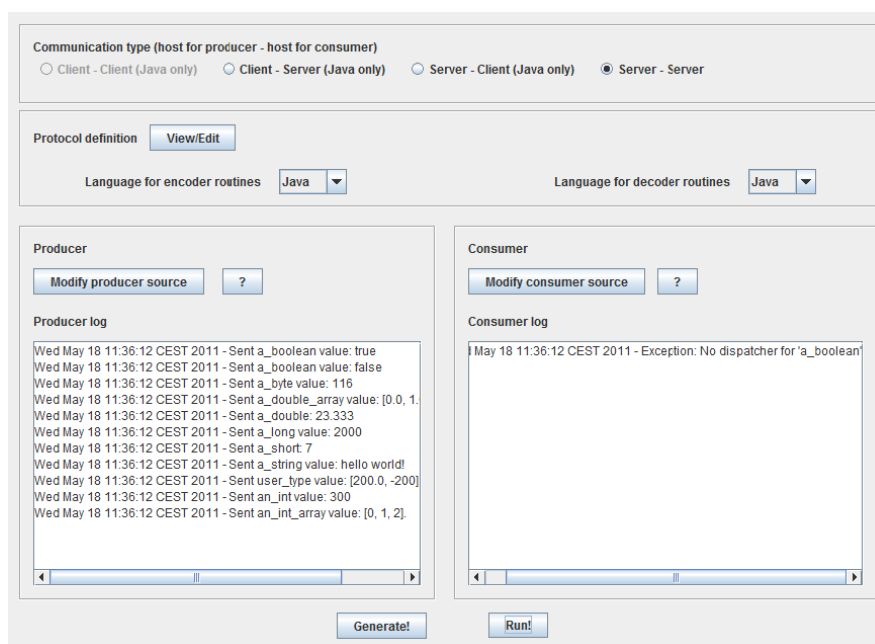 Communication type (host for producer - host for consumer)
Client - Client (Java only) Client - Server (Java only) Server - Client (Java only) Server - Server
Protocol definition View/Edit
Language for encoder routines Java Language for decoder routines Java
Producer
Modify producer source ?
Producer log
Wed May 18 11:36:12 CEST 2011 - Sent a_boolean value: true
Wed May 18 11:36:12 CEST 2011 - Sent a_boolean value: false
Wed May 18 11:36:12 CEST 2011 - Sent a_byte value: 116
Wed May 18 11:36:12 CEST 2011 - Sent a_double_array value: [0.0, 1.
Wed May 18 11:36:12 CEST 2011 - Sent a_double: 23.333
Wed May 18 11:36:12 CEST 2011 - Sent a_long value: 2000
Wed May 18 11:36:12 CEST 2011 - Sent a_short: 7
Wed May 18 11:36:12 CEST 2011 - Sent a_string value: hello world!
Wed May 18 11:36:12 CEST 2011 - Sent user_type value: [200.0, -200]
Wed May 18 11:36:12 CEST 2011 - Sent an_int value: 300
Wed May 18 11:36:12 CEST 2011 - Sent an_int_array value: [0, 1, 2].
Consumer
Modify consumer source ?
Consumer log
May 18 11:36:12 CEST 2011 - Exception: No dispatcher for 'a_boolean'
Generate! Run!